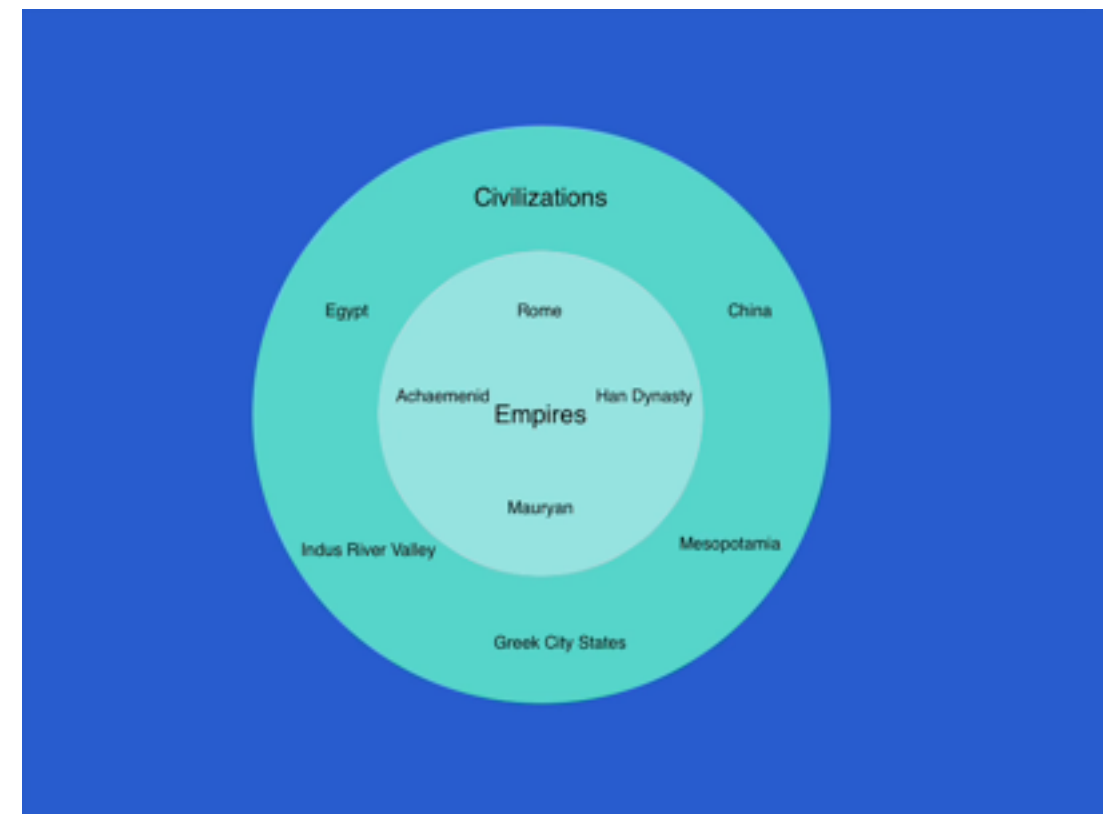 Civilizations
Egypt
Rome
China
Achaemenid
Han Dynasty
Empires
Mauryan
Indus River Valley
Mesopotamia
Greek City States